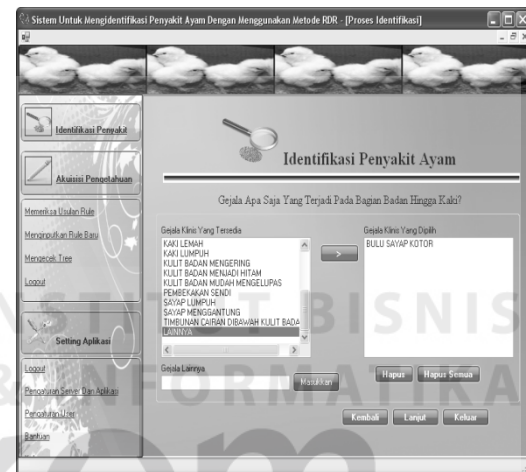 Sistem Untuk Mengidentifikasi Penyakit Ayam Dengan Menggunakan Metode RDR - [Proses Identifikasi]
Identifikasi Penyakit
Akuisisi Pengetahuan
Memeriksa Usulan Rule
Menginputkan Rule Baru
Mengecek Tree
Logout
Setting Aplikasi
Logout
Pengaturan Server Dan Aplikasi
Pengaturan User
Bantuan
Identifikasi Penyakit Ayam
Gejala Apa Saja Yang Terjadi Pada Bagian Badan Hingga Kaki?
Gejala Klinis Yang Tersedia
KAKI LEMAH
KAKI LUMPUH
KULIT BADAN MENGERING
KULIT BADAN MENJADI HITAM
KULIT BADAN MUDAH MENGELUPAS
PEMBEKAKAN SENDI
SAYAP LUMPUH
SAYAP MENGGANTUNG
TIMBUNAN CAIRAN DIBAWAH KULIT BADA
LAINNYA
>
Gejala Klinis Yang Dipilih
BULU SAYAP KOTOR
Gejala Lainnya
Masukkan
Hapus
Hapus Semua
Kembali
Lanjut
Keluar
INSTITUT BISNIS
& INFORMATIKA